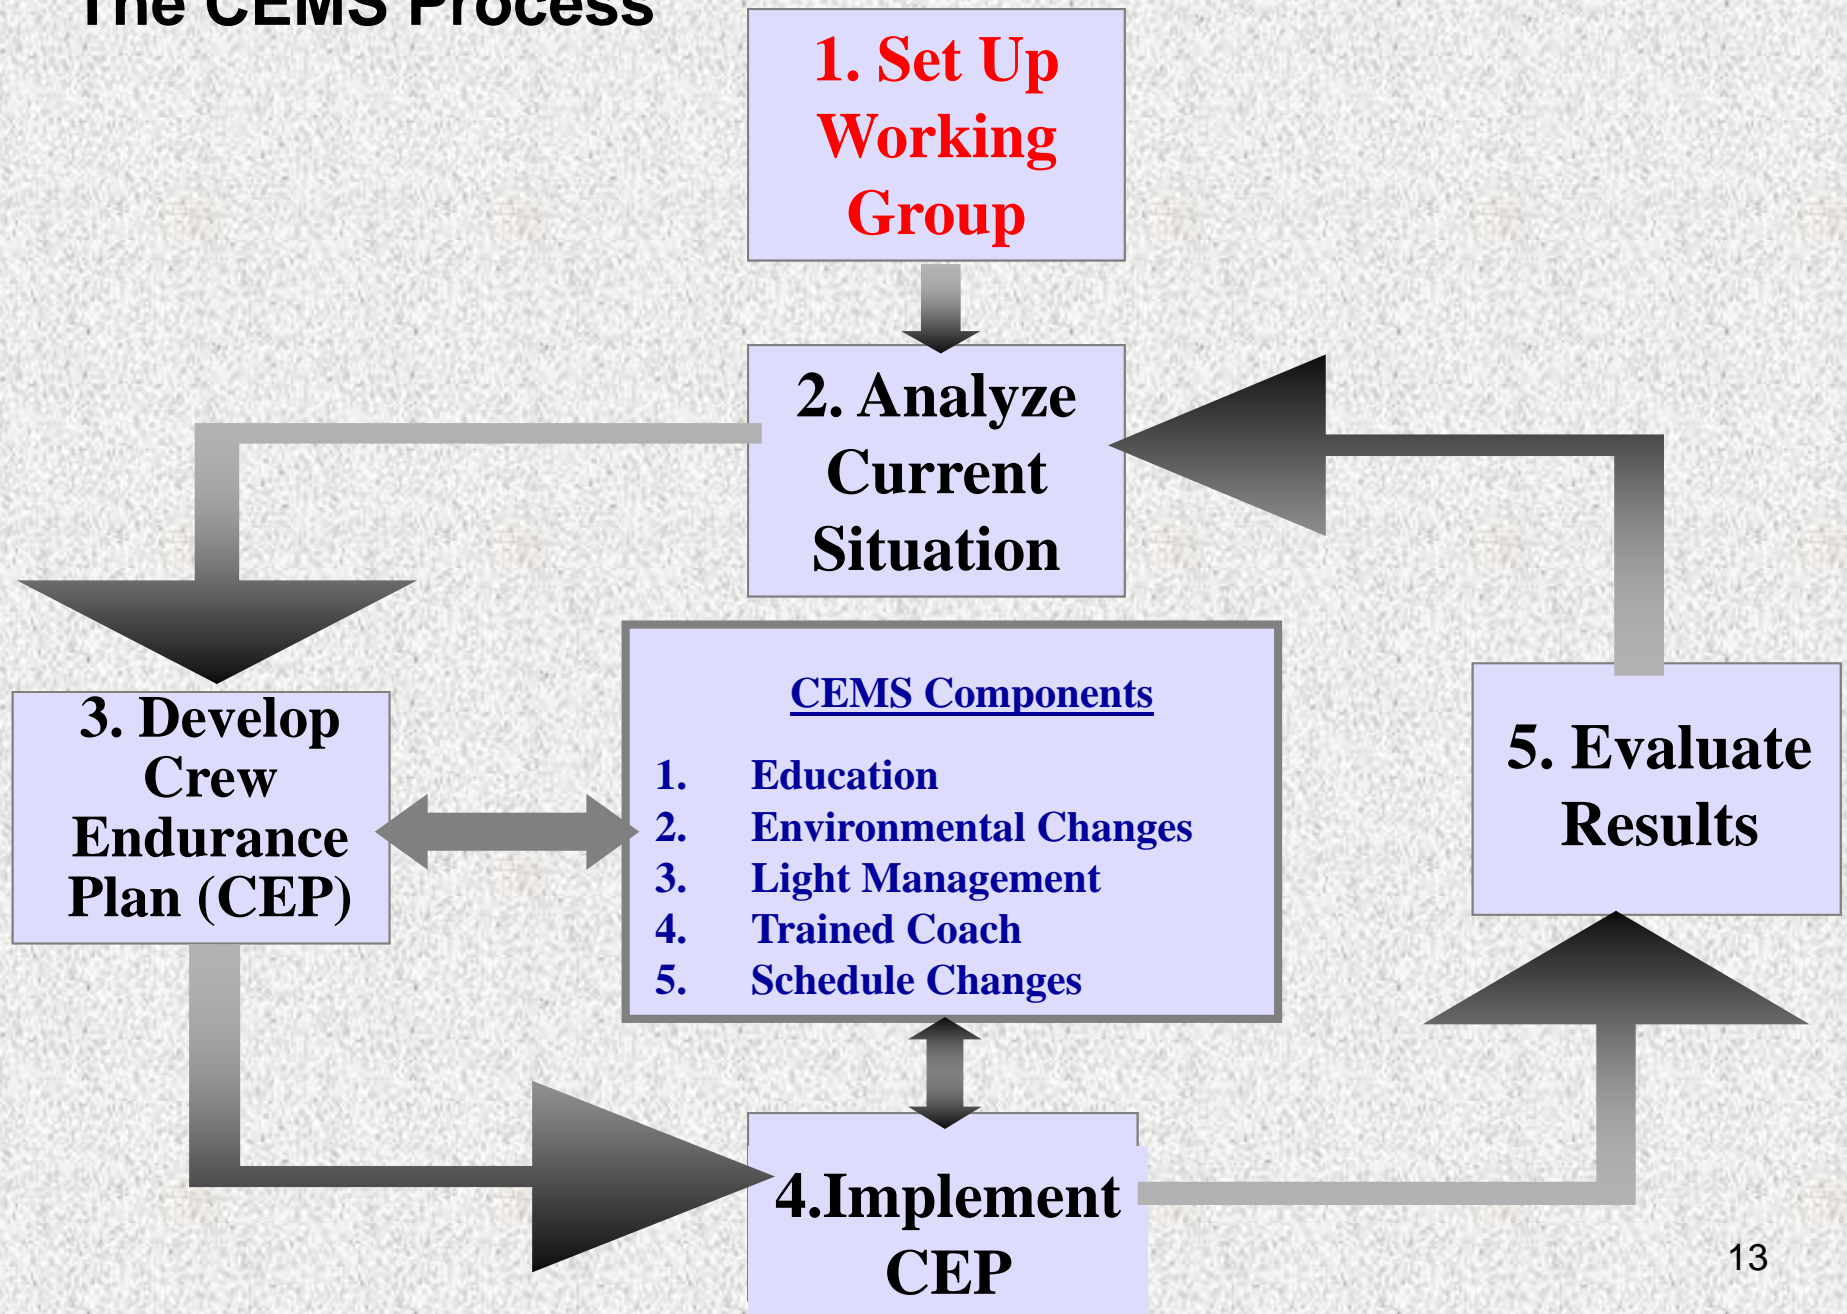 The CEMS Process
1. Set Up
Working
Group
2. Analyze
Current
Situation
3. Develop
Crew
Endurance
Plan (CEP)
CEMS Components
1. Education
2. Environmental Changes
3. Light Management
4. Trained Coach
5. Schedule Changes
5. Evaluate
Results
4.Implement
CEP
13